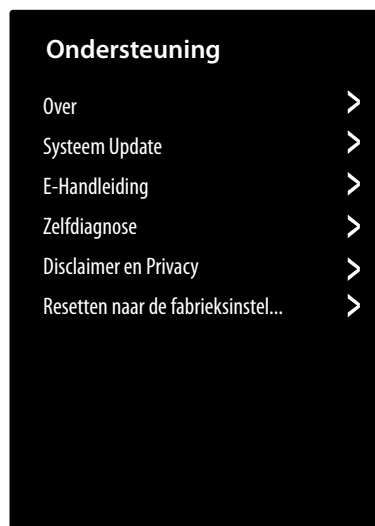 Ondersteuning
Over
Systeem Update
E-Handleiding
Zelfdiagnose
Disclaimer en Privacy
Resetten naar de fabrieksinstel...